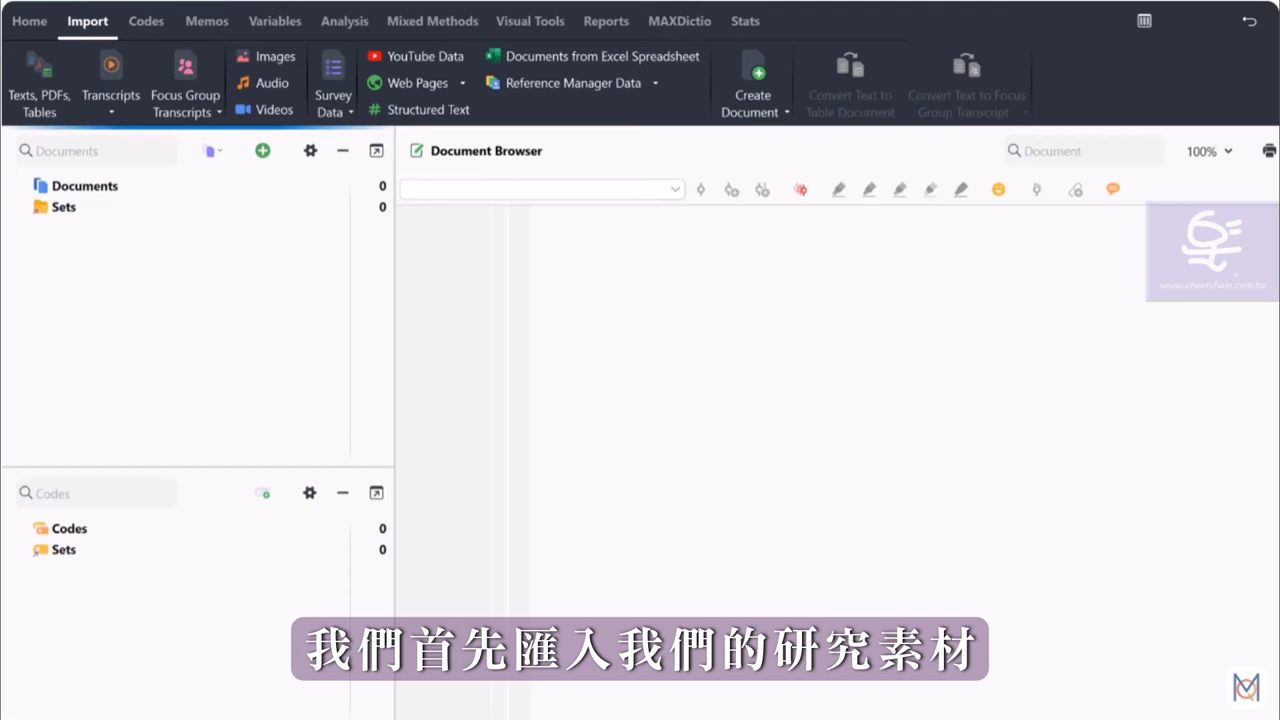 Home Import Codes Memos Variables Analysis Mixed Methods Visual Tools Reports MAXDictio Stats
Texts, PDFs, Tables
Transcripts
Focus Group Transcripts
Images
Audio
Videos
Survey Data
YouTube Data
Web Pages
Structured Text
Documents from Excel Spreadsheet
Reference Manager Data
Create Document
Convert Text to Table Document
Convert Text to Focus Group Transcript
Documents
Documents 0
Sets 0
Document Browser
Document
100%
www.cheerchain.com.tw
Codes
Codes 0
Sets 0
我們首先匯入我們的研究素材